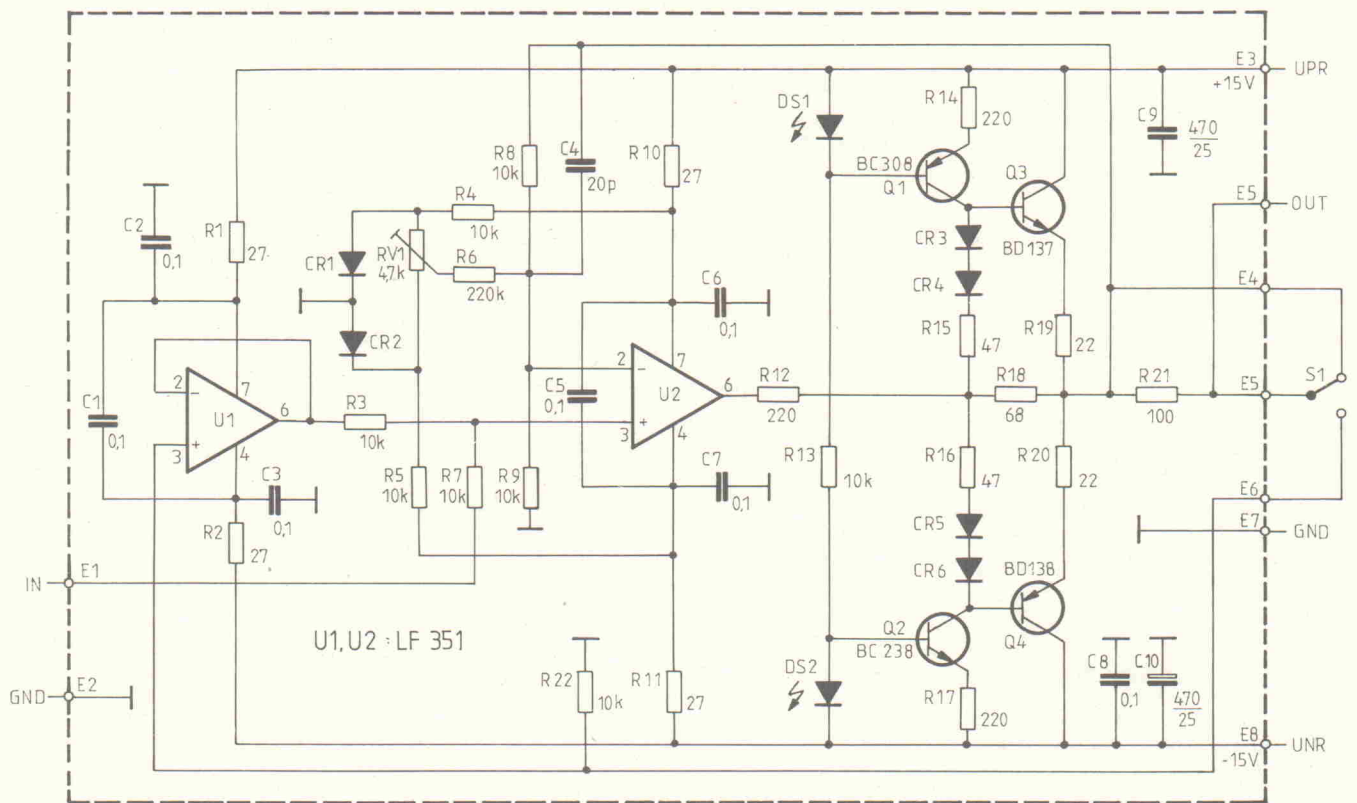 E3
UPR
+15V
DS1
R14
220
C9
470
25
R8
10k
C4
20p
R10
27
BC308
Q1
Q3
E5
OUT
R4
10k
C2
0,1
R1
27
CR3
BD137
CR1
RV1
4,7k
R6
220k
CR4
E4
C6
0,1
R15
47
R19
22
CR2
2
7
C5
0,1
U2
6
R12
220
R18
68
R21
100
E5
S1
C1
0,1
2
7
U1
6
R3
10k
3
4
3
4
R13
10k
R16
47
R20
22
C3
0,1
R5
10k
R7
10k
R9
10k
C7
0,1
E6
E7
GND
R2
27
CR5
IN
E1
CR6
BD138
U1, U2 : LF 351
Q2
BC 238
Q4
GND
E2
R22
10k
R11
27
DS2
R17
220
C8
0,1
C10
470
25
E8
UNR
-15V